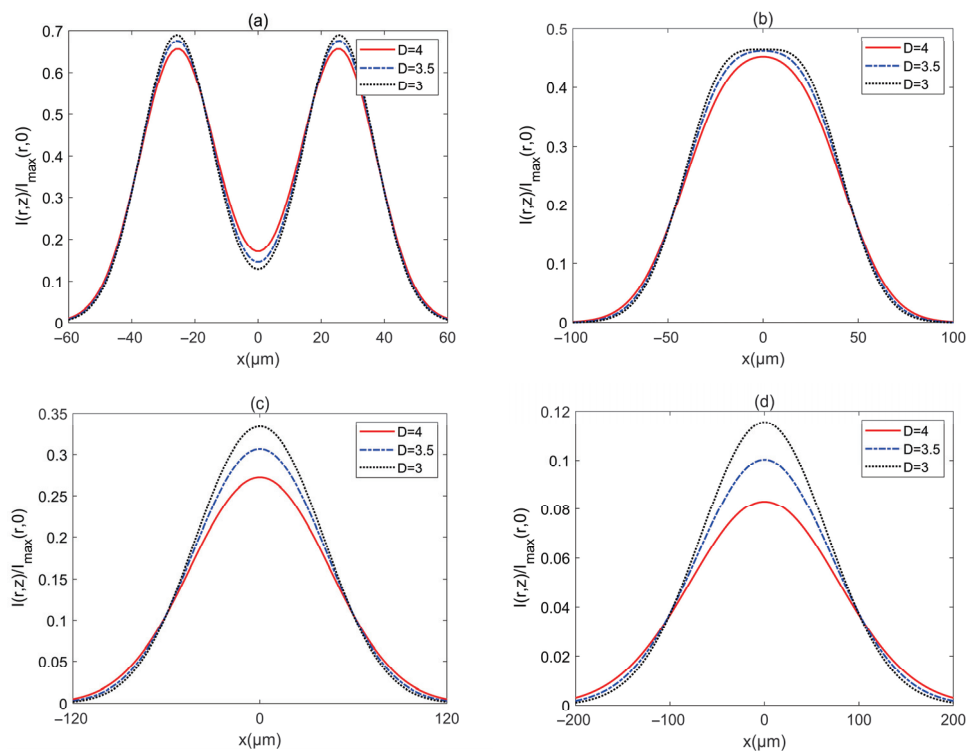 (a)
0.7
0.6
0.5
0.4
0.3
0.2
0.1
0
I(r,z)/I_max(r,0)
D=4
D=3.5
D=3
−60 −40 −20 0 20 40 60
x(μm)
(b)
0.5
0.4
0.3
0.2
0.1
0
I(r,z)/I_max(r,0)
D=4
D=3.5
D=3
−100 −50 0 50 100
x(μm)
(c)
0.35
0.3
0.25
0.2
0.15
0.1
0.05
0
I(r,z)/I_max(r,0)
D=4
D=3.5
D=3
−120 0 120
x(μm)
(d)
0.12
0.1
0.08
0.06
0.04
0.02
0
I(r,z)/I_max(r,0)
D=4
D=3.5
D=3
−200 −100 0 100 200
x(μm)